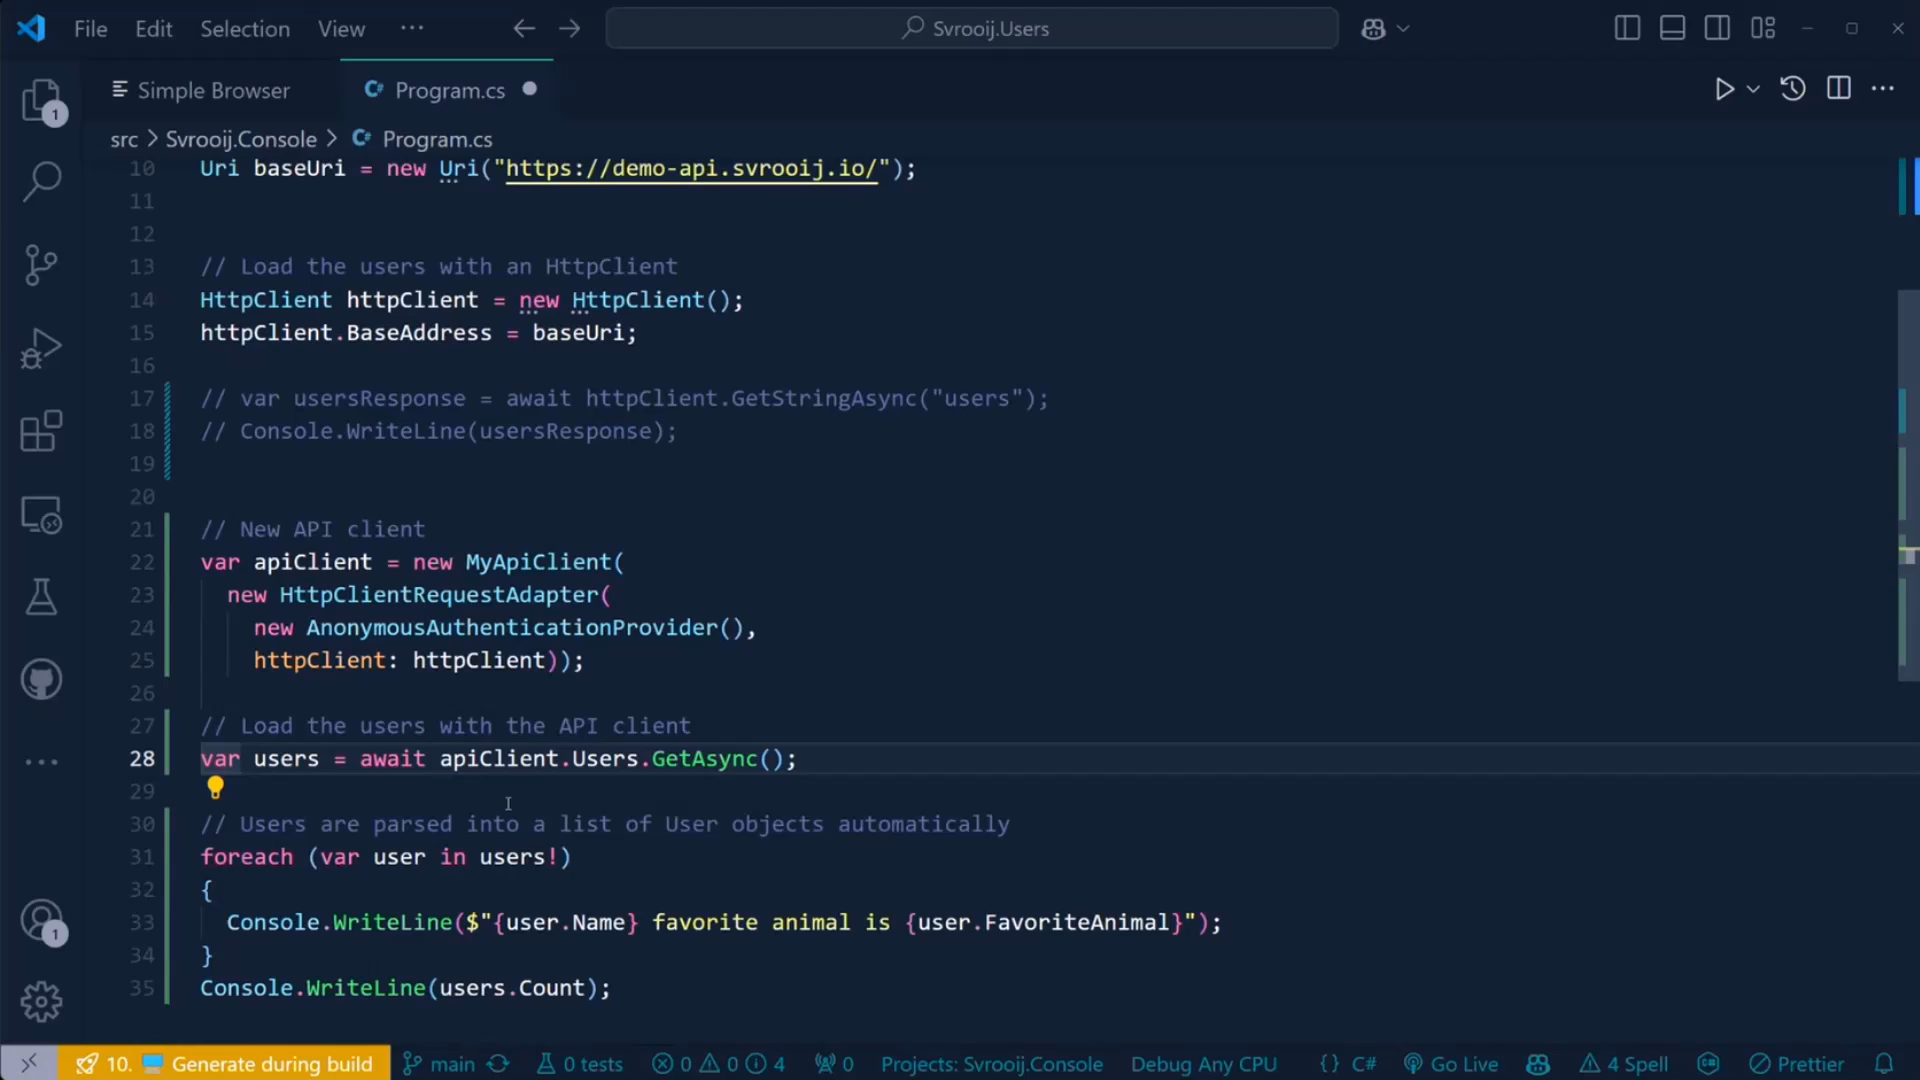 File Edit Selection View ··· Svrooij.Users
Simple Browser Program.cs
src > Svrooij.Console > Program.cs
10 Uri baseUri = new Uri("https://demo-api.svrooij.io/");
11
12
13 // Load the users with an HttpClient
14 HttpClient httpClient = new HttpClient();
15 httpClient.BaseAddress = baseUri;
16
17 // var usersResponse = await httpClient.GetStringAsync("users");
18 // Console.WriteLine(usersResponse);
19
20
21 // New API client
22 var apiClient = new MyApiClient(
23 new HttpClientRequestAdapter(
24 new AnonymousAuthenticationProvider(),
25 httpClient: httpClient));
26
27 // Load the users with the API client
28 var users = await apiClient.Users.GetAsync();
29
30 // Users are parsed into a list of User objects automatically
31 foreach (var user in users!)
32 {
33 Console.WriteLine($"{user.Name} favorite animal is {user.FavoriteAnimal}");
34 }
35 Console.WriteLine(users.Count);
1
1
10. Generate during build main 0 tests 0 0 4 0 Projects: Svrooij.Console Debug Any CPU {} C# Go Live 4 Spell Prettier